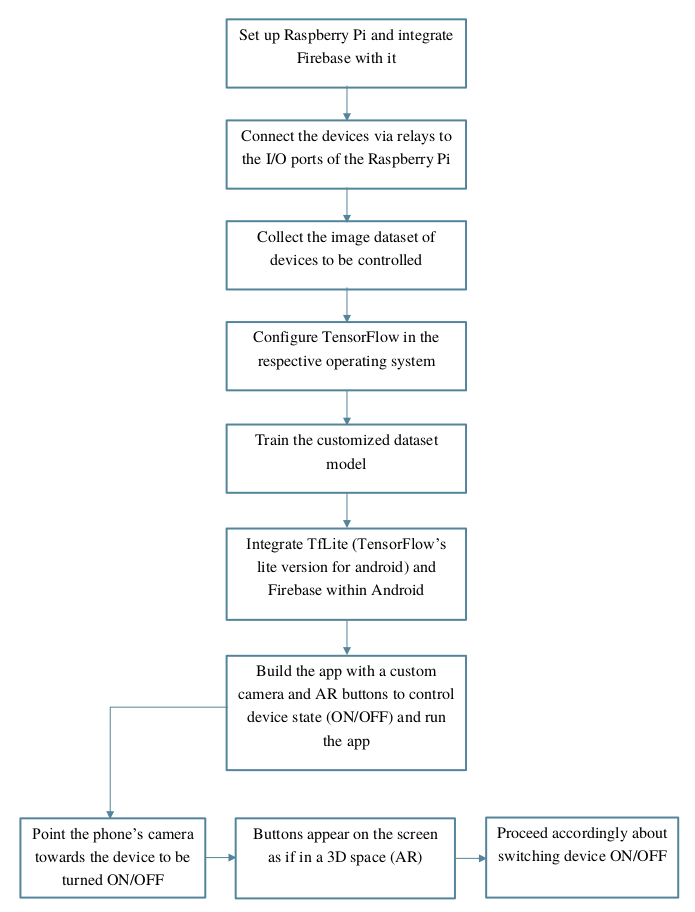 Set up Raspberry Pi and integrate
Firebase with it
Connect the devices via relays to
the I/O ports of the Raspberry Pi
Collect the image dataset of
devices to be controlled
Configure TensorFlow in the
respective operating system
Train the customized dataset
model
Integrate TfLite (TensorFlow’s
lite version for android) and
Firebase within Android
Build the app with a custom
camera and AR buttons to control
device state (ON/OFF) and run
the app
Point the phone’s camera
towards the device to be
turned ON/OFF
Buttons appear on the screen
as if in a 3D space (AR)
Proceed accordingly about
switching device ON/OFF